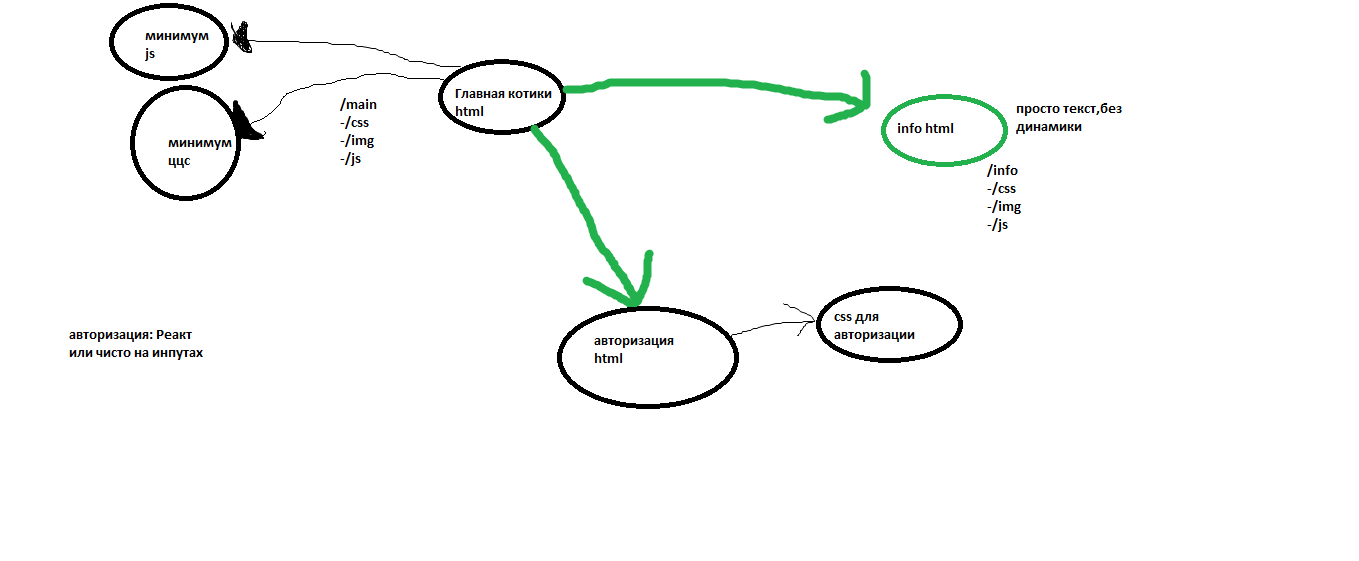 минимум
js
минимум
ццс
/main
-/css
-/img
-/js
Главная котики
html
info html
просто текст,без
динамики
/info
-/css
-/img
-/js
авторизация: Реакт
или чисто на инпутах
авторизация
html
css для
авторизации